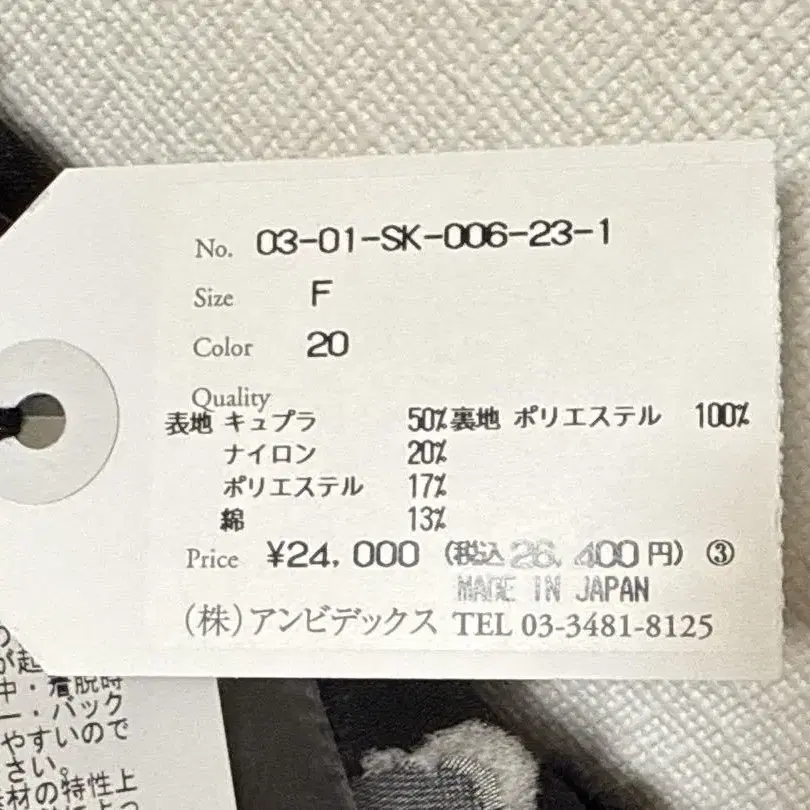 No. 03-01-SK-006-23-1
Size F
Color 20
Quality
表地 キュプラ 50% 裏地 ポリエステル 100%
ナイロン 20%
ポリエステル 17%
綿 13%
Price ¥24,000 (税込 26,400円) ③
MADE IN JAPAN
(株)アンビデックス TEL 03-3481-8125
が起
中・着脱時
ー・バック
やすいので
さい。
素材の特性上